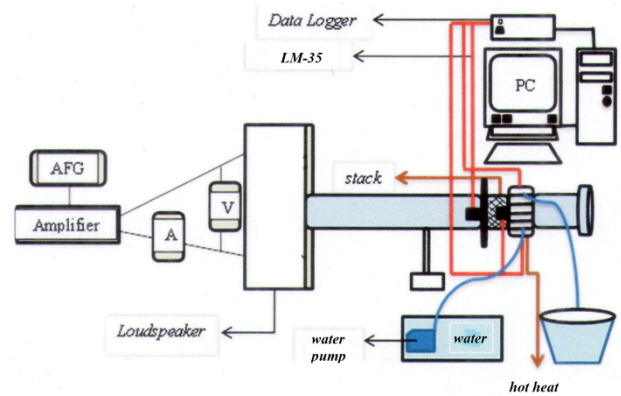 Data Logger
LM-35
PC
AFG
stack
V
Amplifier
A
Loudspeaker
water
pump
water
hot heat